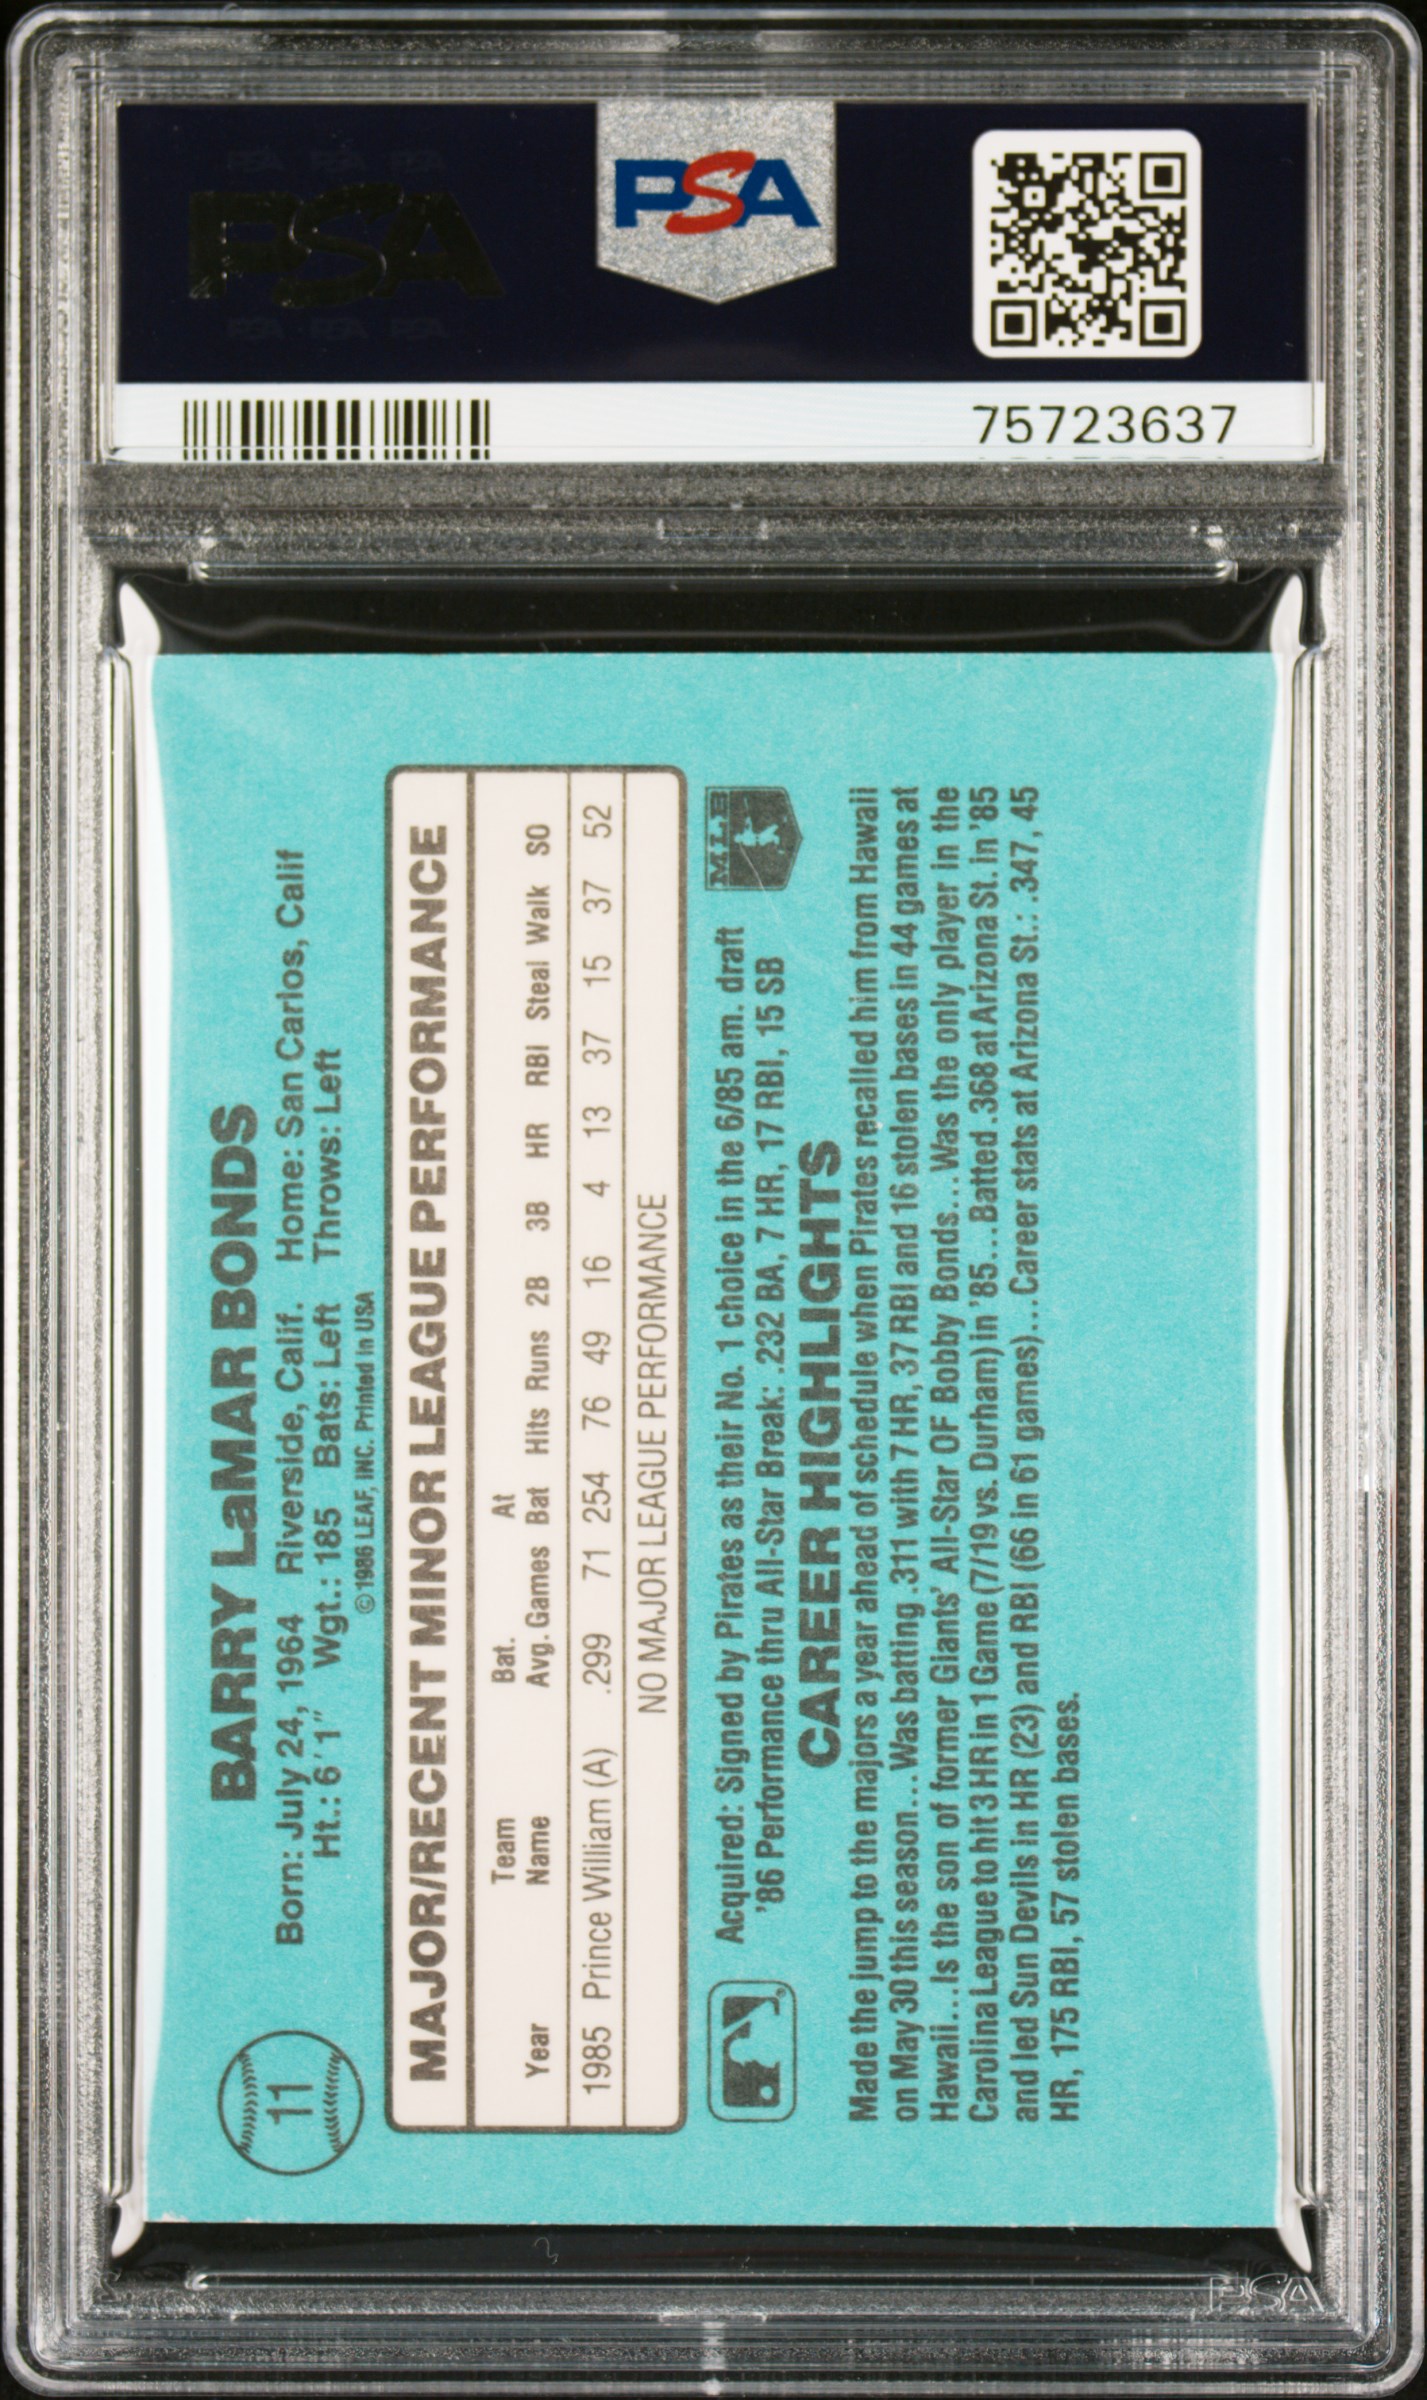 PSA
PSA
75723637
11
BARRY LaMAR BONDS
Born: July 24, 1964 Riverside, Calif. Home: San Carlos, Calif
Ht.: 6'1" Wgt.: 185 Bats: Left Throws: Left
© 1986 LEAF, INC. Printed in USA
MAJOR/RECENT MINOR LEAGUE PERFORMANCE
Team Bat. At
Year Name Avg. Games Bat Hits Runs 2B 3B HR RBI Steal Walk SO
1985 Prince William (A) .299 71 254 76 49 16 4 13 37 15 37 52
NO MAJOR LEAGUE PERFORMANCE
Acquired: Signed by Pirates as their No. 1 choice in the 6/85 am. draft
'86 Performance thru All-Star Break: .232 BA, 7 HR, 17 RBI, 15 SB
MLB
CAREER HIGHLIGHTS
Made the jump to the majors a year ahead of schedule when Pirates recalled him from Hawaii
on May 30 this season...Was batting .311 with 7 HR, 37 RBI and 16 stolen bases in 44 games at
Hawaii...Is the son of former Giants' All-Star OF Bobby Bonds...Was the only player in the
Carolina League to hit 3 HR in 1 Game (7/19 vs. Durham) in '85...Batted .368 at Arizona St. in '85
and led Sun Devils in HR (23) and RBI (66 in 61 games)...Career stats at Arizona St.: .347, 45
HR, 175 RBI, 57 stolen bases.
PSA